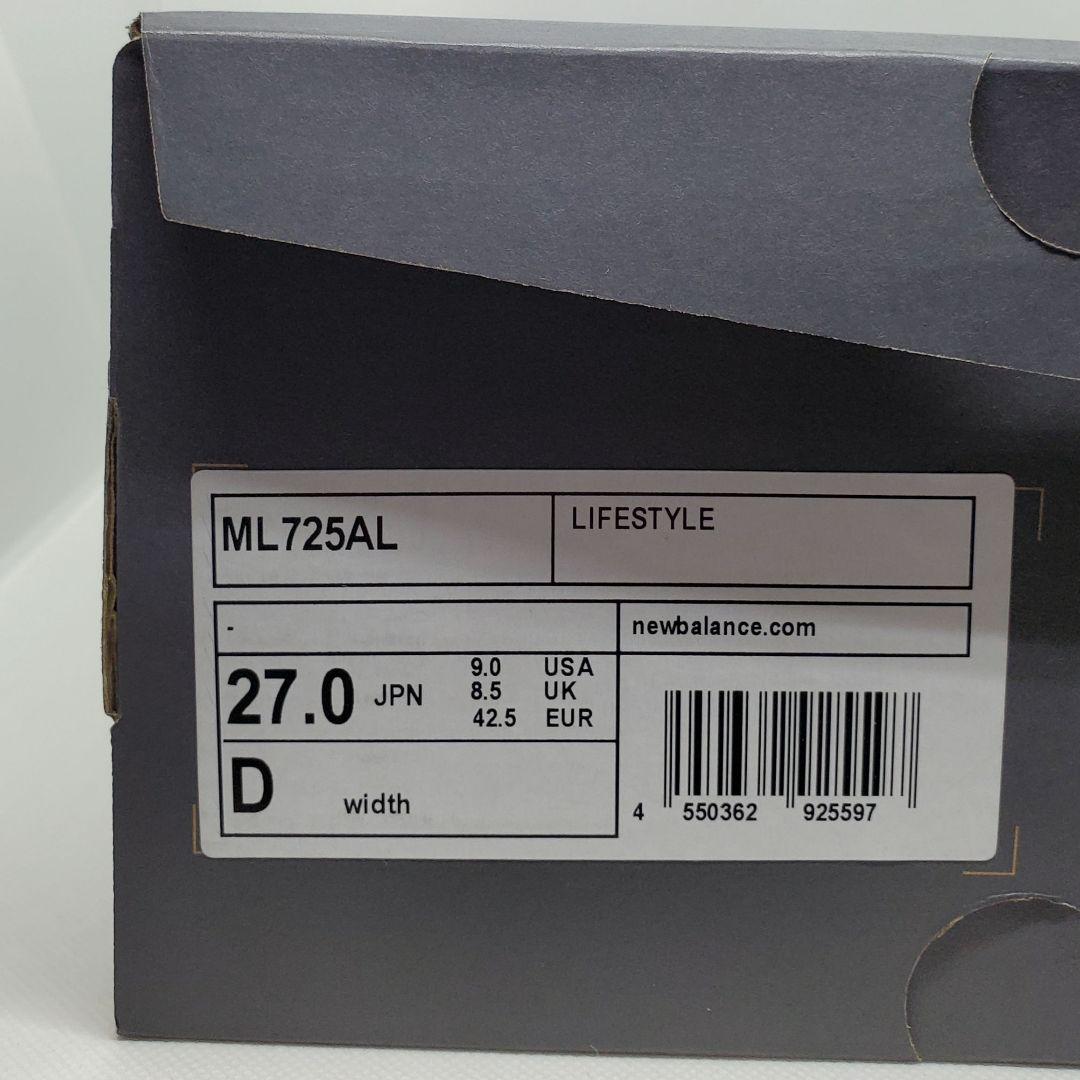 ML725AL
LIFESTYLE
-
newbalance.com
27.0 JPN
9.0 USA
8.5 UK
42.5 EUR
D width
4 550362 925597